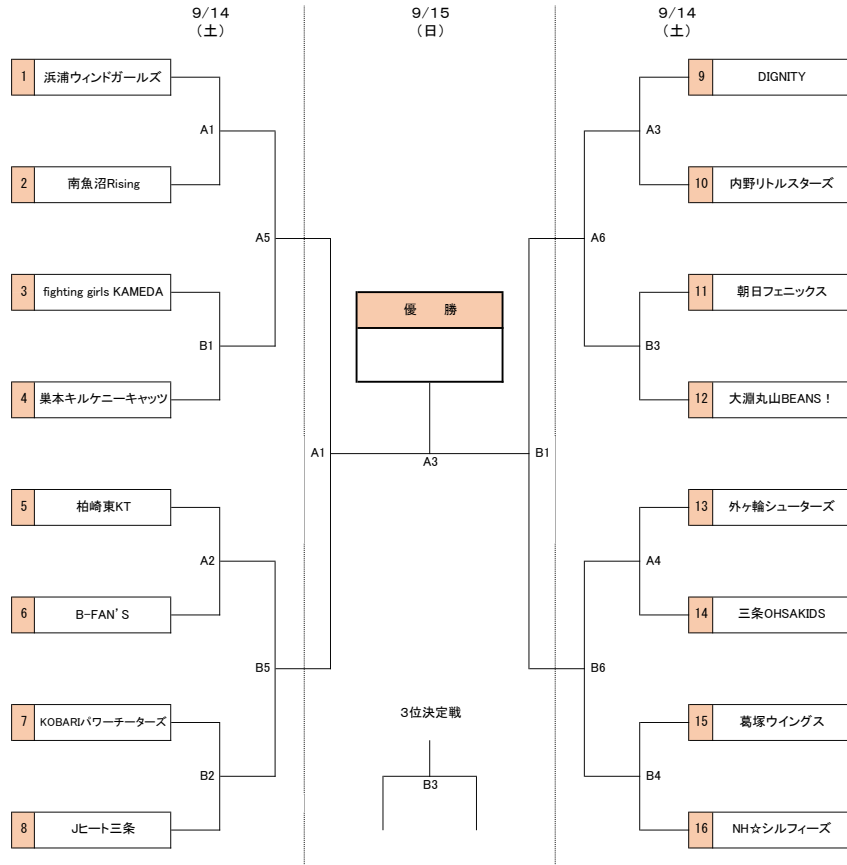 9/14
(土)
9/15
(日)
9/14
(土)
1 浜浦ウィンドガールズ
A1
2 南魚沼Rising
A5
3 fighting girls KAMEDA
B1
4 巣本キルケニーキャッツ
A1
5 柏崎東KT
A2
6 B-FAN'S
B5
7 KOBARIパワーチーターズ
B2
8 Jヒート三条
優 勝
A3
3位決定戦
B3
9 DIGNITY
A3
10 内野リトルスターズ
A6
11 朝日フェニックス
B3
12 大淵丸山BEANS!
B1
13 外ヶ輪シューターズ
A4
14 三条OHSAKIDS
B6
15 葛塚ウイングス
B4
16 NH☆シルフィーズ